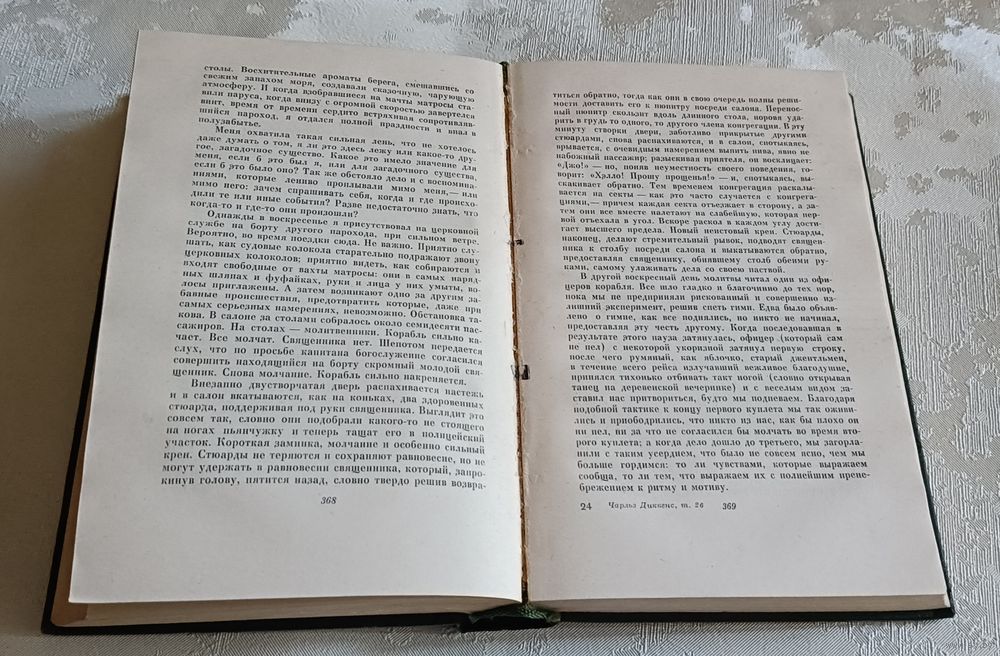 столы. Восхитительные ароматы берега, смешавшись со
свежим запахом моря, создавали сказочную, чарующую
атмосферу. И когда взобравшиеся на мачты матросы ста-
вили паруса, когда внизу с огромной скоростью завертелся
винт, время от времени сердито встряхивая сопротивляв-
шийся пароход, я отдался полной праздности и впал в
полузабытье.
Меня охватила такая сильная лень, что не хотелось
даже думать о том, я ли это здесь лежу или какое-то дру-
гое, загадочное существо. Какое это имело значение для
меня, если б это был я, или для загадочного существа,
если б это было оно? Так же обстояло дело и с воспомина-
ниями, которые лениво проплывали мимо меня,— или
мимо него: зачем спрашивать себя, когда и где происхо-
дили те или иные события? Разве недостаточно знать, что
когда-то и где-то они произошли?
Однажды в воскресенье я присутствовал на церковной
службе на борту другого парохода, при сильном ветре.
Вероятно, во время поездки сюда. Не важно. Приятно слу-
шать, как судовые колокола старательно подражают звону
церковных колоколов; приятно видеть, как собираются и
входят свободные от вахты матросы: они в самых наряд-
ных шляпах и фуфайках, руки и лица у них умыты, во-
лосы приглажены. А затем возникают одно за другим за-
бавные происшествия, предотвратить которые, даже при
самых серьезных намерениях, невозможно. Обстановка та-
кова. В салоне за столами собралось около семидесяти пас-
сажиров. На столах — молитвенники. Корабль сильно ка-
чает. Все молчат. Священника нет. Шепотом передается
слух, что по просьбе капитана богослужение согласился
совершить находящийся на борту скромный молодой свя-
щенник. Снова молчание. Корабль сильно накреняется.
Внезапно двустворчатая дверь распахивается настежь
и в салон вкатываются, как на коньках, два здоровенных
стюарда, поддерживая под руки священника. Выглядит это
совсем так, словно они подобрали какого-то не стоящего
на ногах пьянчужку и теперь тащат его в полицейский
участок. Короткая заминка, молчание и особенно сильный
крен. Стюарды не теряются и сохраняют равновесие, но не
могут удержать в равновесии священника, который, запро-
кинув голову, пятится назад, словно твердо решив возвра-
368
титься обратно, тогда как они в свою очередь полны реши-
мости доставить его к пюпитру посреди салона. Перенос-
ный пюпитр скользит вдоль длинного стола, норовя уда-
рить в грудь то одного, то другого члена конгрегации. В эту
минуту створки двери, заботливо прикрытые другими
стюардами, снова распахиваются, и в салон, спотыкаясь,
врывается, с очевидным намерением выпить пива, явно не
набожный пассажир; разыскивая приятеля, он восклицает:
«Джо!» — но, поняв неуместность своего поведения, го-
ворит: «Хэлло! Прошу прощенья!» — и, спотыкаясь, вы-
скакивает обратно. Тем временем конгрегация раскалы-
вается на секты — как это часто случается с конгрега-
циями,— причем каждая секта отъезжает в сторону, а за-
тем они все вместе налетают на слабейшую, которая пер-
вой отъехала в угол. Вскоре раскол в каждом углу дости-
гает высшего предела. Новый неистовый крен. Стюарды,
наконец, делают стремительный рывок, подводят священ-
ника к столбу посреди салона и выкатываются обратно,
предоставив священнику, обнявшему столб обеими ру-
ками, самому улаживать дела со своею паствой.
В другой воскресный день молитвы читал один из офи-
церов корабля. Все шло гладко и благочинно до тех пор,
пока мы не предприняли рискованный и совершенно из-
лишний эксперимент, решив спеть гимн. Едва было объяв-
лено о гимне, как все поднялись, но никто не начинал,
предоставляя эту честь другому. Когда последовавшая в
результате этого пауза затянулась, офицер (который сам
не пел) с некоторой укоризной затянул первую строку,
после чего румяный, как яблочко, старый джентльмен,
в течение всего рейса излучавший вежливое благодушие,
принялся тихонько отбивать такт ногой (словно открывая
танец на деревенской вечеринке) и с веселым видом за-
ставил нас притвориться, будто мы подпеваем. Благодаря
подобной тактике к концу первого куплета мы так оживи-
лись и приободрились, что никто из нас, как бы плохо он
ни пел, ни за что не согласился бы молчать во время вто-
рого куплета; а когда дело дошло до третьего, мы загорла-
нили с таким усердием, что было не совсем ясно, чем мы
больше гордимся: то ли чувствами, которые выражаем
сообща, то ли тем, что выражаем их с полнейшим прене-
брежением к ритму и мотиву.
24 Чарльз Диккенс, т. 26 369